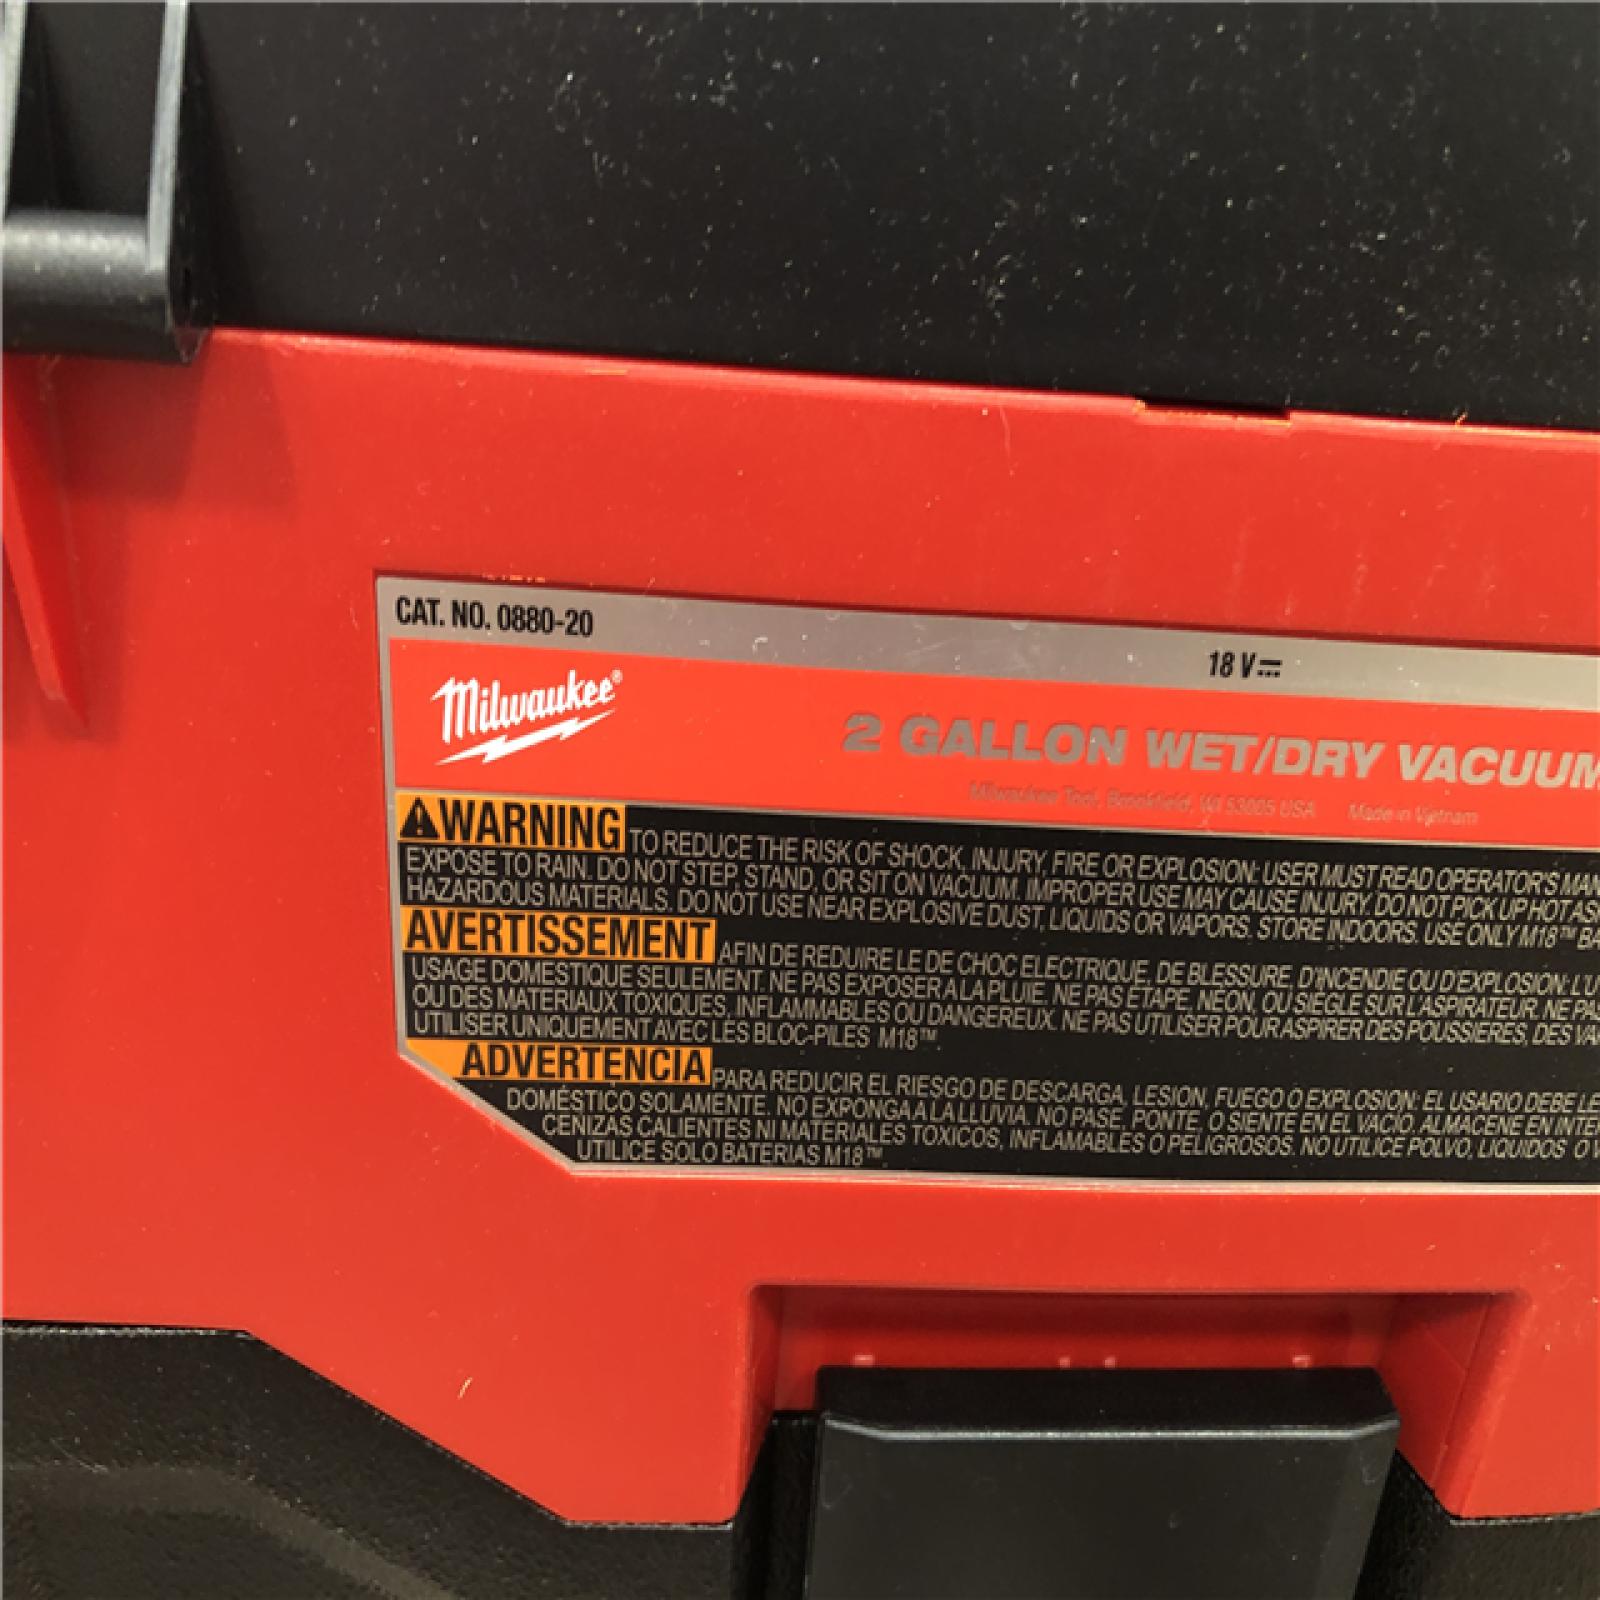 CAT. NO. 0880-20
18 V
Milwaukee®
2 GALLON WET/DRY VACUUM
Milwaukee Tool, Brookfield, WI 53005 USA Made in Vietnam
WARNING TO REDUCE THE RISK OF SHOCK, INJURY, FIRE OR EXPLOSION: USER MUST READ OPERATOR'S
EXPOSE TO RAIN. DO NOT STEP, STAND, OR SIT ON VACUUM. IMPROPER USE MAY CAUSE INJURY. DO NOT PICK UP HOT
HAZARDOUS MATERIALS. DO NOT USE NEAR EXPLOSIVE DUST, LIQUIDS OR VAPORS. STORE INDOORS. USE ONLY M18™
AVERTISSEMENT AFIN DE REDUIRE LE DE CHOC ELECTRIQUE, DE BLESSURE, D'INCENDIE OU D'EXPLOSION:
USAGE DOMESTIQUE SEULEMENT. NE PAS EXPOSER A LA PLUIE. NE PAS ÉTAPE, NEON, OU SIEGLE SUR L'ASPIRATEUR. NE
OU DES MATERIAUX TOXIQUES, INFLAMMABLES OU DANGEREUX. NE PAS UTILISER POUR ASPIRER DES POUSSIERES, DES
UTILISER UNIQUEMENT AVEC LES BLOC-PILES M18™.
ADVERTENCIA PARA REDUCIR EL RIESGO DE DESCARGA, LESION, FUEGO O EXPLOSION: EL USARIO DEBE
DOMÉSTICO SOLAMENTE. NO EXPONGA A LA LLUVIA. NO PASE, PONTE, O SIENTE EN EL VACIO. ALMACENE EN
CENIZAS CALIENTES NI MATERIALES TOXICOS, INFLAMABLES O PELIGROSOS. NO UTILICE POLVO, LIQUIDOS O
UTILICE SOLO BATERIAS M18™.